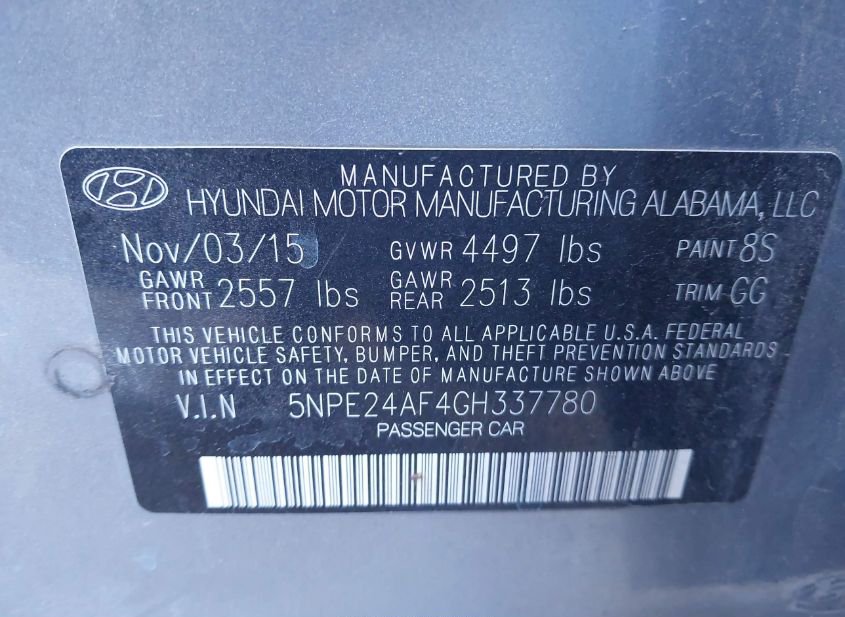 MANUFACTURED BY
HYUNDAI MOTOR MANUFACTURING ALABAMA, LLC
Nov/03/15 GVWR 4497 lbs PAINT 8S
GAWR FRONT 2557 lbs GAWR REAR 2513 lbs TRIM GG
THIS VEHICLE CONFORMS TO ALL APPLICABLE U.S.A. FEDERAL
MOTOR VEHICLE SAFETY, BUMPER, AND THEFT PREVENTION STANDARDS
IN EFFECT ON THE DATE OF MANUFACTURE SHOWN ABOVE
V.I.N 5NPE24AF4GH337780
PASSENGER CAR